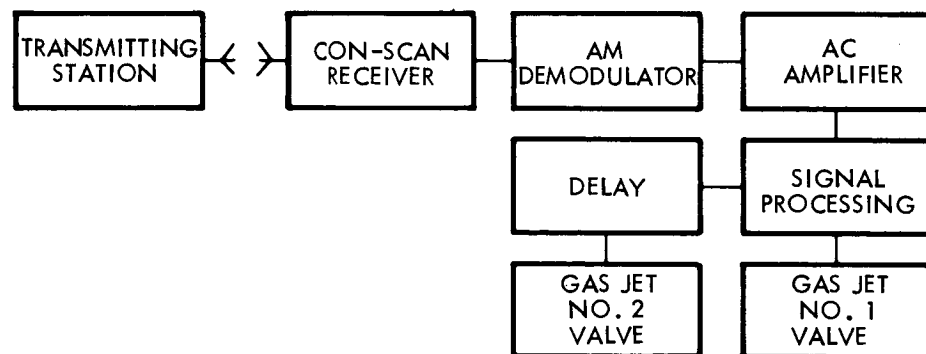 TRANSMITTING
STATION
CON-SCAN
RECEIVER
AM
DEMODULATOR
AC
AMPLIFIER
DELAY
SIGNAL
PROCESSING
GAS JET
NO. 2
VALVE
GAS JET
NO. 1
VALVE